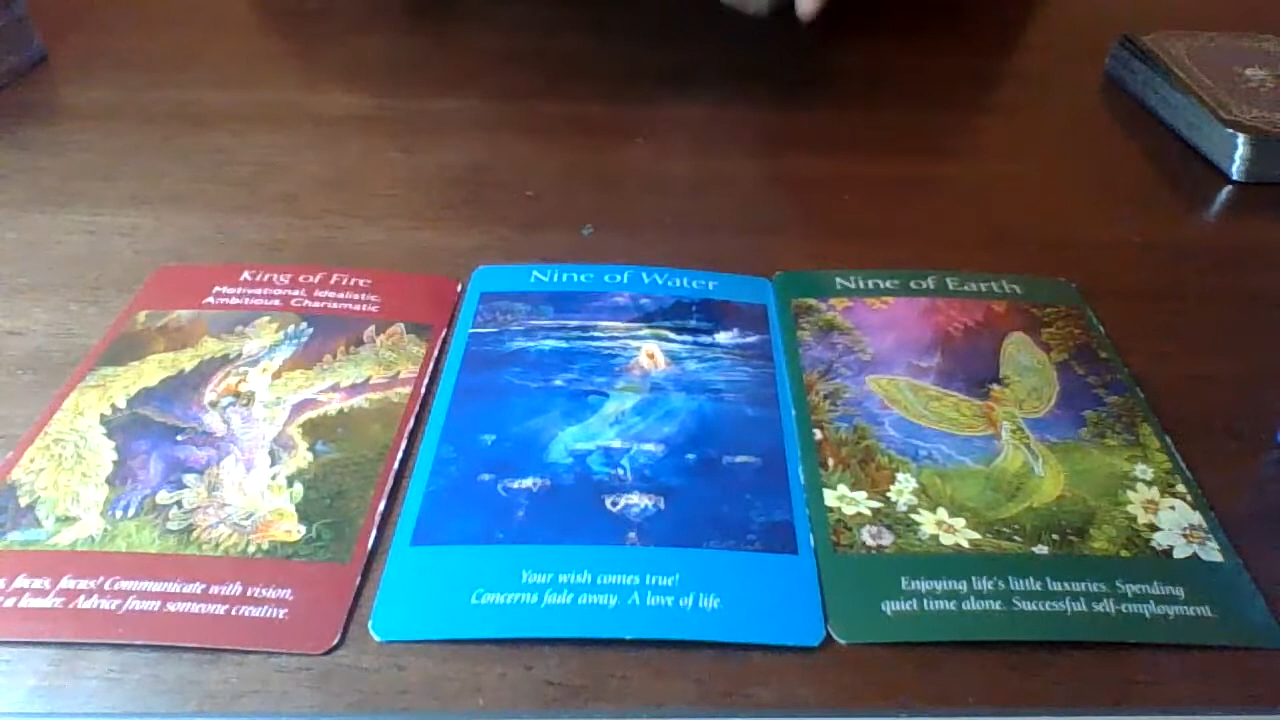 King of Fire
Motivational, Idealistic,
Ambitious, Charismatic
focus, focus! Communicate with vision,
a leader. Advice from someone creative.
Nine of Water
Your wish comes true!
Concerns fade away. A love of life.
Nine of Earth
Enjoying life's little luxuries. Spending
quiet time alone. Successful self-employment.